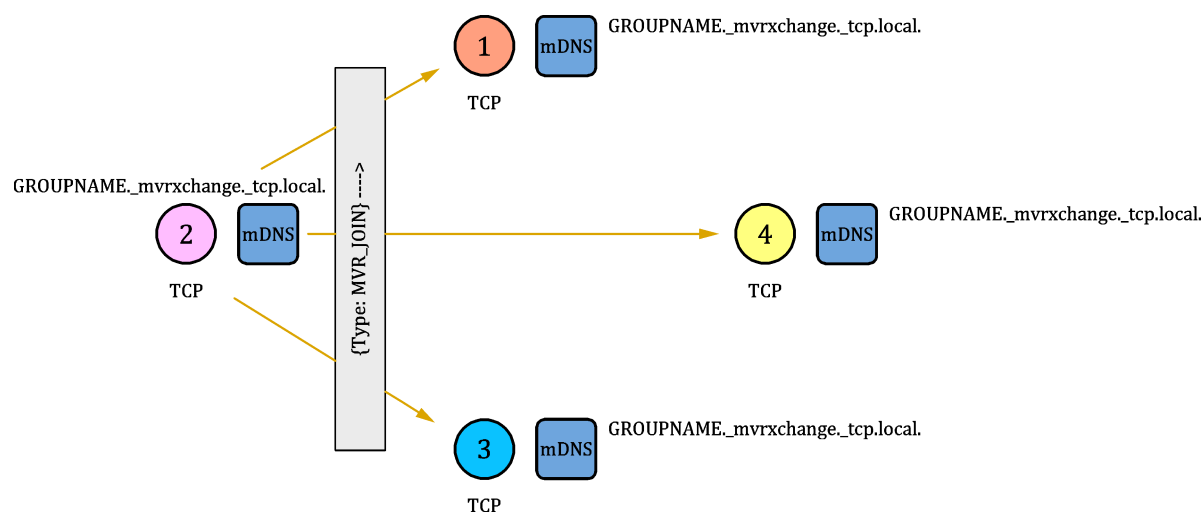 GROUPNAME._mvrxchange._tcp.local.
1
mDNS
TCP
GROUPNAME._mvrxchange._tcp.local.
2
mDNS
TCP
{Type: MVR_JOIN} ---->
GROUPNAME._mvrxchange._tcp.local.
4
mDNS
TCP
GROUPNAME._mvrxchange._tcp.local.
3
mDNS
TCP